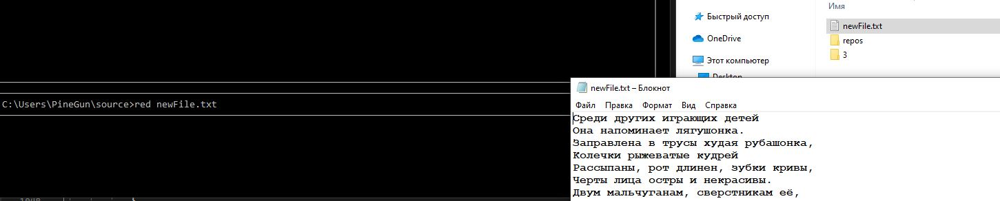 C:\Users\PineGun\source>red newFile.txt
Быстрый доступ
OneDrive
Этот компьютер
Desktop
Имя
newFile.txt
repos
3
newFile.txt – Блокнот
Файл Правка Формат Вид Справка
Среди других играющих детей
Она напоминает лягушонка.
Заправлена в трусы худая рубашонка,
Колечки рыжеватые кудрей
Рассыпаны, рот длинен, зубки кривы,
Черты лица остры и некрасивы.
Двум мальчуганам, сверстникам её,